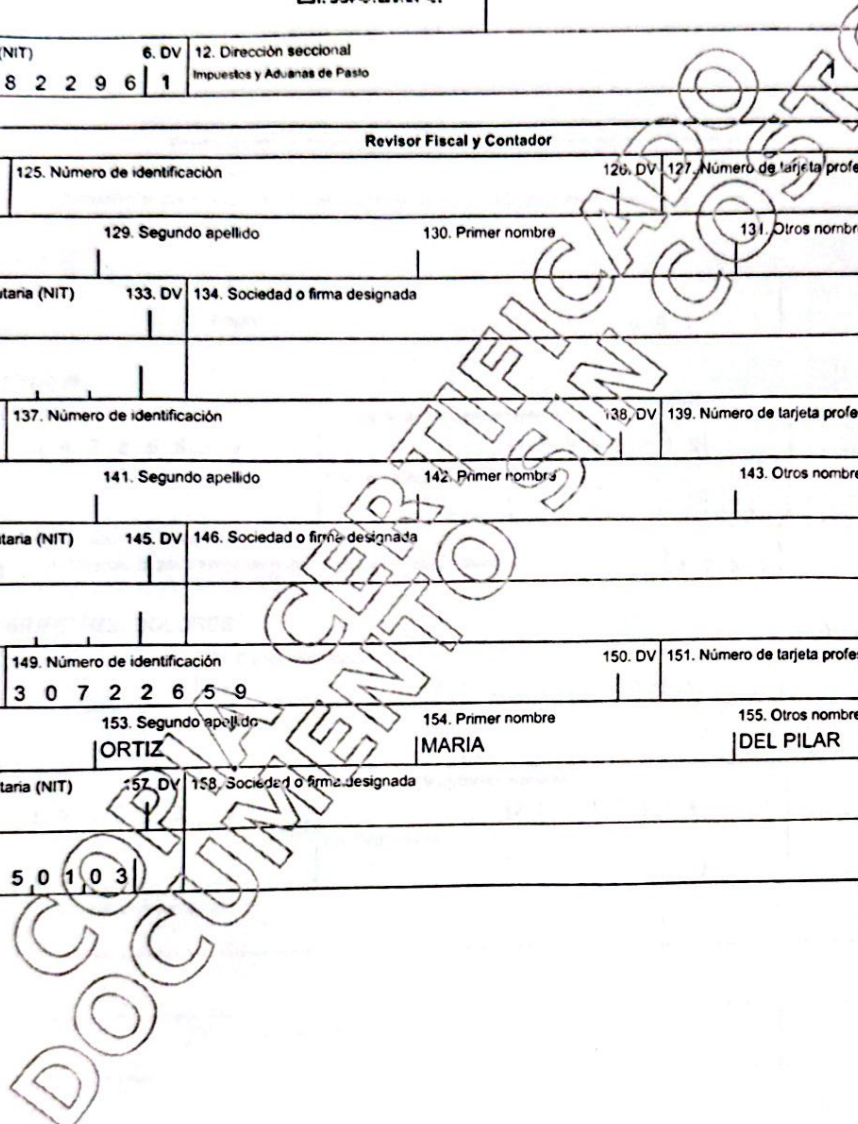 (NIT) 6. DV 12. Dirección seccional
8 2 2 9 6 1 Impuestos y Aduanas de Pasto
Revisor Fiscal y Contador
125. Número de identificación 126. DV 127. Número de tarjeta profe
129. Segundo apellido 130. Primer nombre 131. Otros nombre
utaria (NIT) 133. DV 134. Sociedad o firma designada
137. Número de identificación 138. DV 139. Número de tarjeta profe
141. Segundo apellido 142. Primer nombre 143. Otros nombre
utaria (NIT) 145. DV 146. Sociedad o firma designada
149. Número de identificación 150. DV 151. Número de tarjeta profe
3 0 7 2 2 6 5 9
153. Segundo apellido 154. Primer nombre 155. Otros nombre
ORTIZ MARIA DEL PILAR
utaria (NIT) 157. DV 158. Sociedad o firma designada
5 0 1 0 3
COPIA CERTIFICADO
DOCUMENTO SIN COSTO